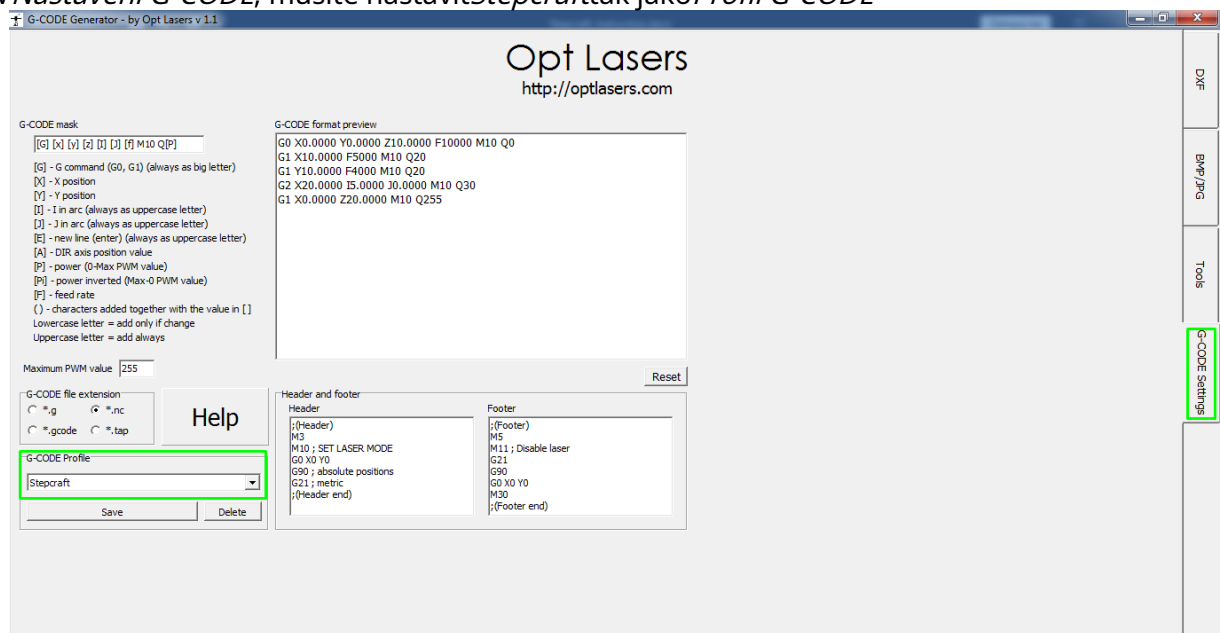 vNastavení G-CODE, musíte nastavitStepcrafttak jakoProfil G-CODE
G-CODE Generator - by Opt Lasers v 1.1
Opt Lasers
http://optlasers.com
G-CODE mask
[G] [x] [y] [z] [I] [J] [f] M10 Q[P]
[G] - G command (G0, G1) (always as big letter)
[X] - X position
[Y] - Y position
[I] - I in arc (always as uppercase letter)
[J] - J in arc (always as uppercase letter)
[E] - new line (enter) (always as uppercase letter)
[A] - DIR axis position value
[P] - power (0-Max PWM value)
[Pi] - power inverted (Max-0 PWM value)
[F] - feed rate
( ) - characters added together with the value in [ ]
Lowercase letter = add only if change
Uppercase letter = add always
Maximum PWM value 255
G-CODE format preview
G0 X0.0000 Y0.0000 Z10.0000 F10000 M10 Q0
G1 X10.0000 F5000 M10 Q20
G1 Y10.0000 F4000 M10 Q20
G2 X20.0000 I5.0000 J0.0000 M10 Q30
G1 X0.0000 Z20.0000 M10 Q255
Reset
G-CODE file extension
*.g *.nc
*.gcode *.tap
Help
G-CODE Profile
Stepcraft
Save Delete
Header and footer
Header
;(Header)
M3
M10 ; SET LASER MODE
G0 X0 Y0
G90 ; absolute positions
G21 ; metric
;(Header end)
Footer
;(Footer)
M5
M11 ; Disable laser
G21
G90
G0 X0 Y0
M30
;(Footer end)
DXF
BMP/JPG
Tools
G-CODE Settings